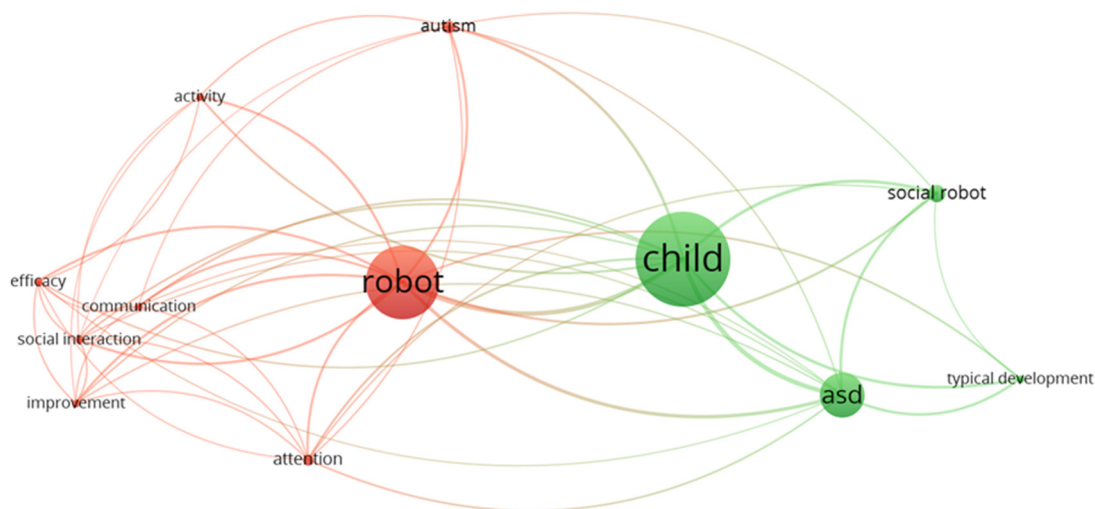 autism
activity
social robot
child
robot
efficacy
communication
social interaction
typical development
asd
improvement
attention